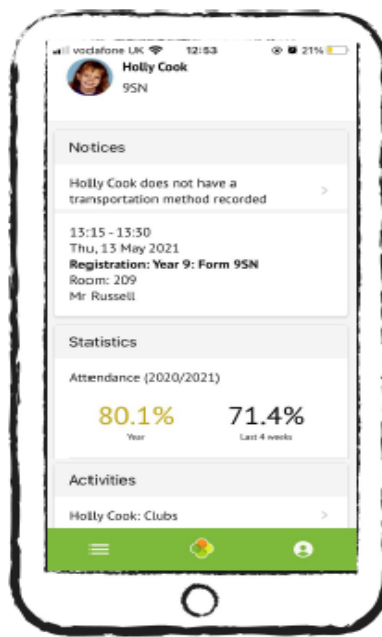 vodafone UK 12:53 21%
Holly Cook
9SN
Notices
Holly Cook does not have a
transportation method recorded
13:15 - 13:30
Thu, 13 May 2021
Registration: Year 9: Form 9SN
Room: 209
Mr Russell
Statistics
Attendance (2020/2021)
80.1% 71.4%
Year Last 4 weeks
Activities
Holly Cook: Clubs